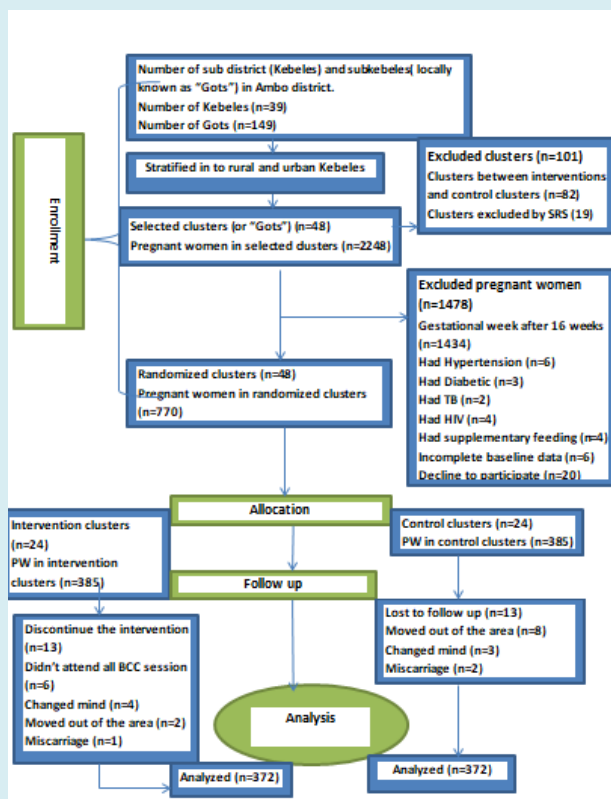 Number of sub district (Kebeles) and subkebeles( locally
known as "Gots") in Ambo district.
Number of Kebeles (n=39)
Number of Gots (n=149)
Stratified in to rural and urban Kebeles
Excluded clusters (n=101)
Clusters between interventions
and control clusters (n=82)
Clusters excluded by SRS (19)
Enrollment
Selected clusters (or "Gots") (n=48)
Pregnant women in selected clusters (n=2248)
Excluded pregnant women
(n=1478)
Gestational week after 16 weeks
(n=1434)
Had Hypertension (n=6)
Had Diabetic (n=3)
Had TB (n=2)
Had HIV (n=4)
Had supplementary feeding (n=4)
Incomplete baseline data (n=6)
Decline to participate (n=20)
Randomized clusters (n=48)
Pregnant women in randomized clusters
(n=770)
Allocation
Intervention clusters
(n=24)
PW in intervention
clusters (n=385)
Control clusters (n=24)
PW in control clusters (n=385)
Follow up
Discontinue the intervention
(n=13)
Didn't attend all BCC session
(n=6)
Changed mind (n=4)
Moved out of the area (n=2)
Miscarriage (n=1)
Lost to follow up (n=13)
Moved out of the area (n=8)
Changed mind (n=3)
Miscarriage (n=2)
Analysis
Analyzed (n=372)
Analyzed (n=372)